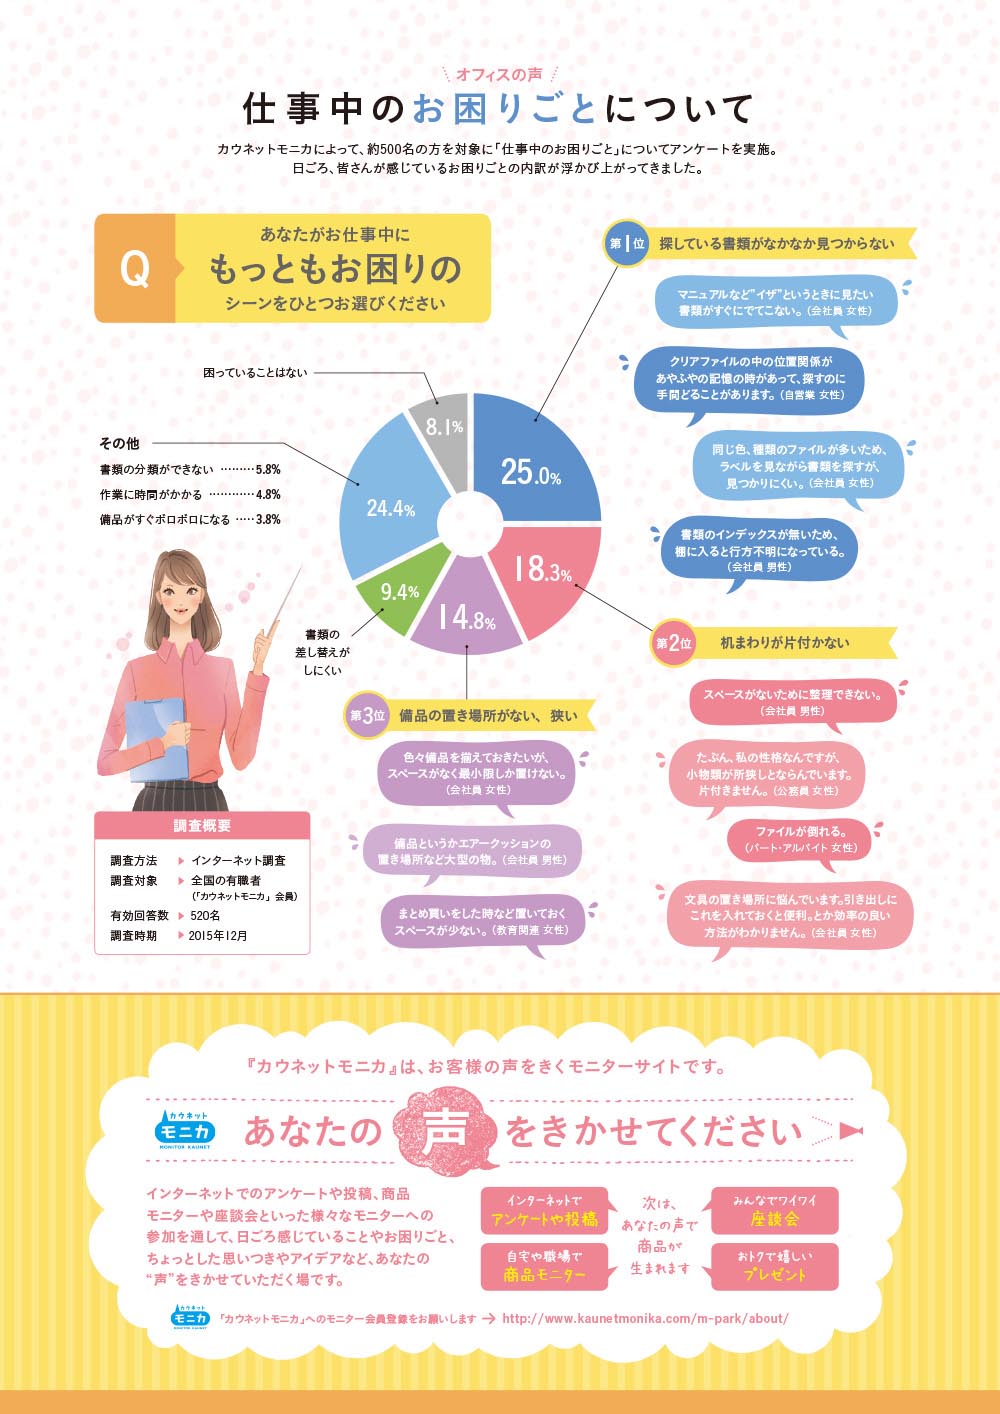 オフィスの声
仕事中のお困りごとについて
カウネットモニカによって、約500名の方を対象に「仕事中のお困りごと」についてアンケートを実施。
日ごろ、皆さんが感じているお困りごとの内訳が浮かび上がってきました。
Q
あなたがお仕事中に
もっともお困りの
シーンをひとつお選びください
第1位 探している書類がなかなか見つからない
マニュアルなど"イザ"というときに見たい
書類がすぐにでてこない。(会社員 女性)
クリアファイルの中の位置関係が
あやふやの記憶の時があって、探すのに
手間どることがあります。(自営業 女性)
同じ色、種類のファイルが多いため、
ラベルを見ながら書類を探すが、
見つかりにくい。(会社員 女性)
書類のインデックスが無いため、
棚に入ると行方不明になっている。
(会社員 男性)
困っていることはない
その他
書類の分類ができない ………5.8%
作業に時間がかかる …………4.8%
備品がすぐボロボロになる ‥‥‥3.8%
8.1%
25.0%
24.4%
18.3%
9.4%
14.8%
書類の
差し替えが
しにくい
第2位 机まわりが片付かない
スペースがないために整理できない。
(会社員 男性)
たぶん、私の性格なんですが、
小物類が所狭しとならんでいます。
片付きません。(公務員 女性)
ファイルが倒れる。
(パート・アルバイト 女性)
文具の置き場所に悩んでいます。引き出しに
これを入れておくと便利。とか効率の良い
方法がわかりません。(会社員 女性)
第3位 備品の置き場所がない、狭い
色々備品を揃えておきたいが、
スペースがなく最小限しか置けない。
(会社員 女性)
備品というかエアークッションの
置き場所など大型の物。(会社員 男性)
まとめ買いをした時など置いておく
スペースが少ない。(教育関連 女性)
調査概要
調査方法 ▶ インターネット調査
調査対象 ▶ 全国の有職者
(「カウネットモニカ」会員)
有効回答数 ▶ 520名
調査時期 ▶ 2015年12月
『カウネットモニカ』は、お客様の声をきくモニターサイトです。
カウネット
モニカ
MONITOR KAUNET
あなたの声をきかせてください
インターネットでのアンケートや投稿、商品
モニターや座談会といった様々なモニターへの
参加を通して、日ごろ感じていることやお困りごと、
ちょっとした思いつきやアイデアなど、あなたの
“声”をきかせていただく場です。
インターネットで
アンケートや投稿
自宅や職場で
商品モニター
次は、
あなたの声で
商品が
生まれます
みんなでワイワイ
座談会
おトクで嬉しい
プレゼント
カウネット
モニカ
MONITOR KAUNET
「カウネットモニカ」へのモニター会員登録をお願いします → http://www.kaunetmonika.com/m-park/about/